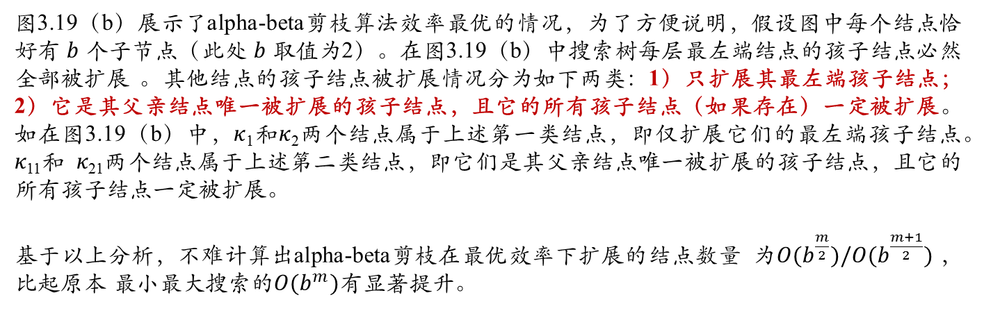 图3.19（b）展示了alpha-beta剪枝算法效率最优的情况，为了方便说明，假设图中每个结点恰
好有 b 个子节点（此处 b 取值为2）。在图3.19（b）中搜索树每层最左端结点的孩子结点必然
全部被扩展 。其他结点的孩子结点被扩展情况分为如下两类：1）只扩展其最左端孩子结点；
2）它是其父亲结点唯一被扩展的孩子结点，且它的所有孩子结点（如果存在）一定被扩展。
如在图3.19（b）中，κ₁和κ₂两个结点属于上述第一类结点，即仅扩展它们的最左端孩子结点。
κ₁₁和 κ₂₁两个结点属于上述第二类结点，即它们是其父亲结点唯一被扩展的孩子结点，且它的
所有孩子结点一定被扩展。
基于以上分析，不难计算出alpha-beta剪枝在最优效率下扩展的结点数量 为O(b^(m/2))/O(b^((m+1)/2))，
比起原本 最小最大搜索的O(b^m)有显著提升。